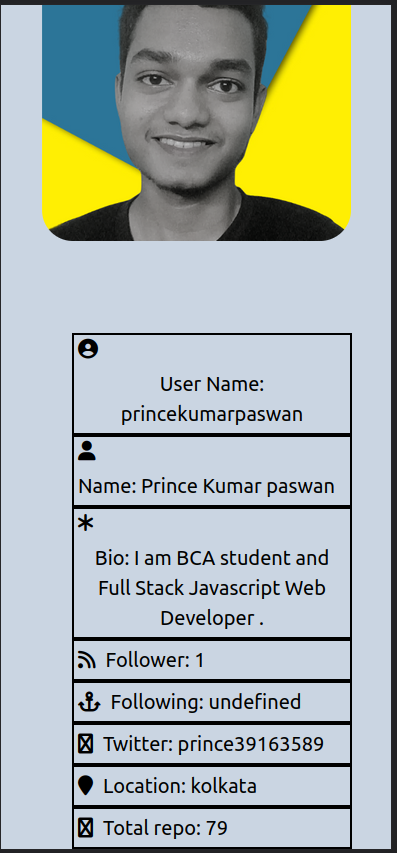 User Name:
princekumarpaswan
Name: Prince Kumar paswan
Bio: I am BCA student and
Full Stack Javascript Web
Developer .
Follower: 1
Following: undefined
Twitter: prince39163589
Location: kolkata
Total repo: 79